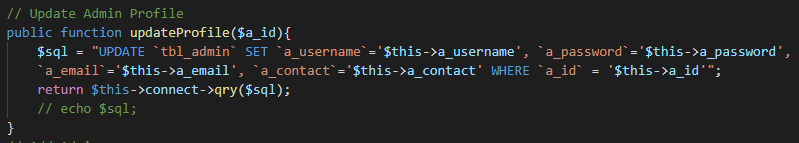 // Update Admin Profile
public function updateProfile($a_id){
$sql = "UPDATE `tbl_admin` SET `a_username`='$this->a_username', `a_password`='$this->a_password',
`a_email`='$this->a_email', `a_contact`='$this->a_contact' WHERE `a_id` = '$this->a_id'";
return $this->connect->qry($sql);
// echo $sql;
}